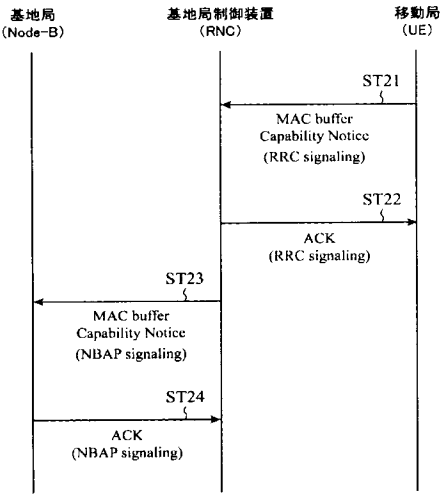 基地局
(Node-B)
基地局制御装置
(RNC)
移動局
(UE)
ST21
MAC buffer
Capability Notice
(RRC signaling)
ST22
ACK
(RRC signaling)
ST23
MAC buffer
Capability Notice
(NBAP signaling)
ST24
ACK
(NBAP signaling)